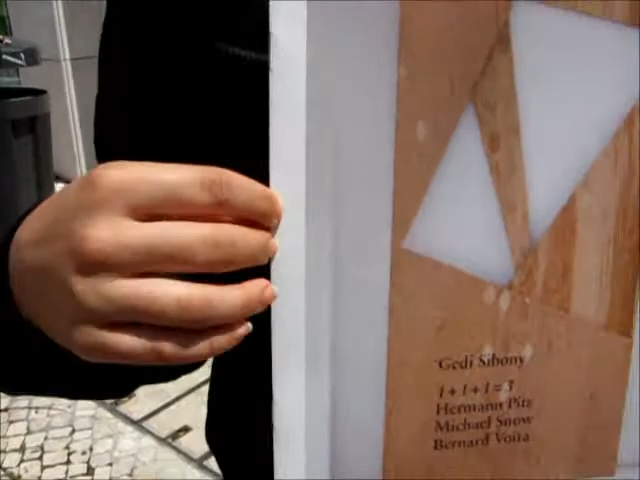 Gedi Sibony
1+1+1=3
Hermann Pitz
Michael Snow
Bernard Voïta